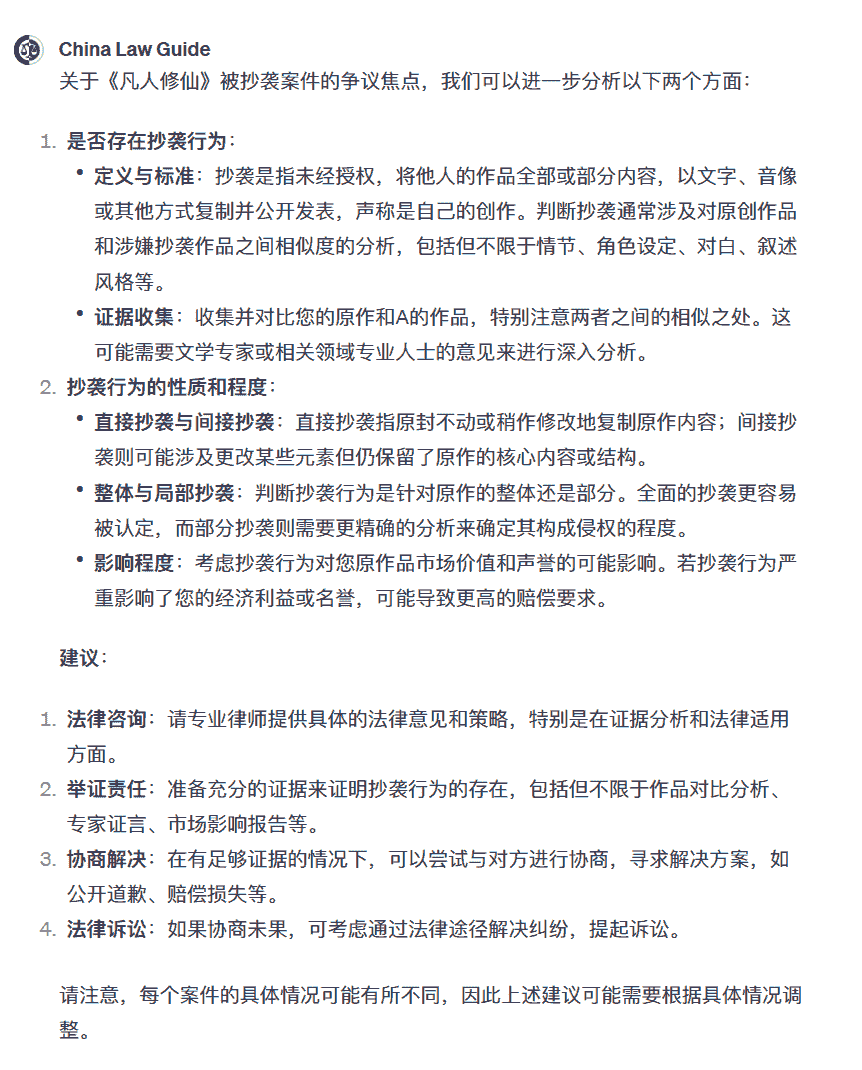 China Law Guide
关于《凡人修仙》被抄袭案件的争议焦点，我们可以进一步分析以下两个方面：
1. 是否存在抄袭行为：
• 定义与标准：抄袭是指未经授权，将他人的作品全部或部分内容，以文字、音像
或其他方式复制并公开发表，声称是自己的创作。判断抄袭通常涉及对原创作品
和涉嫌抄袭作品之间相似度的分析，包括但不限于情节、角色设定、对白、叙述
风格等。
• 证据收集：收集并对比您的原作和A的作品，特别注意两者之间的相似之处。这
可能需要文学专家或相关领域专业人士的意见来进行深入分析。
2. 抄袭行为的性质和程度：
• 直接抄袭与间接抄袭：直接抄袭指原封不动或稍作修改地复制原作内容；间接抄
袭则可能涉及更改某些元素但仍保留了原作的核心内容或结构。
• 整体与局部抄袭：判断抄袭行为是针对原作的整体还是部分。全面的抄袭更容易
被认定，而部分抄袭则需要更精确的分析来确定其构成侵权的程度。
• 影响程度：考虑抄袭行为对您原作品市场价值和声誉的可能影响。若抄袭行为严
重影响了您的经济利益或名誉，可能导致更高的赔偿要求。
建议：
1. 法律咨询：请专业律师提供具体的法律意见和策略，特别是在证据分析和法律适用
方面。
2. 举证责任：准备充分的证据来证明抄袭行为的存在，包括但不限于作品对比分析、
专家证言、市场影响报告等。
3. 协商解决：在有足够证据的情况下，可以尝试与对方进行协商，寻求解决方案，如
公开道歉、赔偿损失等。
4. 法律诉讼：如果协商未果，可考虑通过法律途径解决纠纷，提起诉讼。
请注意，每个案件的具体情况可能有所不同，因此上述建议可能需要根据具体情况调
整。